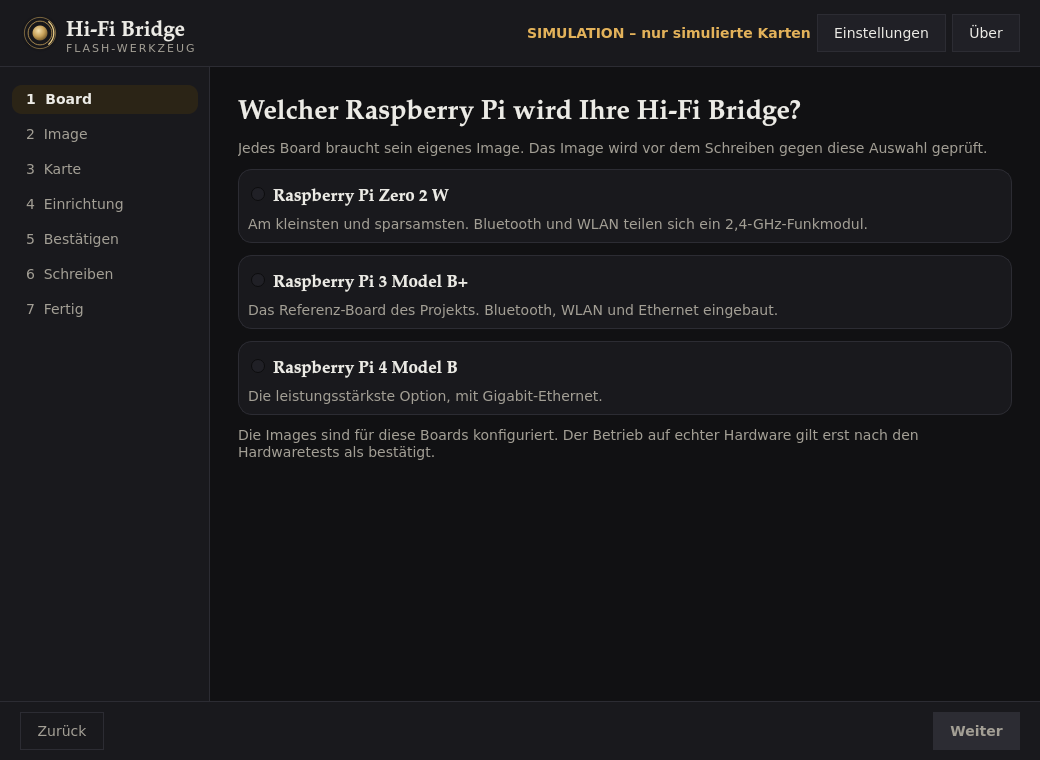 Hi-Fi Bridge
FLASH-WERKZEUG
SIMULATION – nur simulierte Karten
Einstellungen
Über
1 Board
2 Image
3 Karte
4 Einrichtung
5 Bestätigen
6 Schreiben
7 Fertig
Welcher Raspberry Pi wird Ihre Hi-Fi Bridge?
Jedes Board braucht sein eigenes Image. Das Image wird vor dem Schreiben gegen diese Auswahl geprüft.
Raspberry Pi Zero 2 W
Am kleinsten und sparsamsten. Bluetooth und WLAN teilen sich ein 2,4-GHz-Funkmodul.
Raspberry Pi 3 Model B+
Das Referenz-Board des Projekts. Bluetooth, WLAN und Ethernet eingebaut.
Raspberry Pi 4 Model B
Die leistungsstärkste Option, mit Gigabit-Ethernet.
Die Images sind für diese Boards konfiguriert. Der Betrieb auf echter Hardware gilt erst nach den
Hardwaretests als bestätigt.
Zurück
Weiter